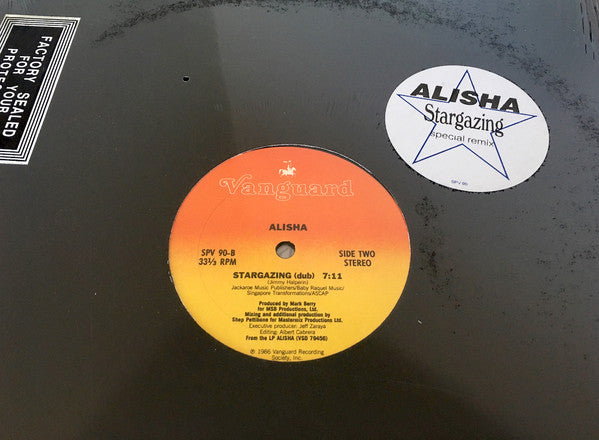 FACTORY SEALED
FOR
YOUR
ALISHA
Stargazing
special remix
SPV 90
Vanguard
ALISHA
SPV 90-B
33⅓ RPM
SIDE TWO
STEREO
STARGAZING (dub) 7:11
(Jimmy Halperin)
Jackaroe Music Publishers/Baby Raquel Music/
Singapore Transformations/ASCAP
Produced by Mark Berry
for MSB Productions, Ltd.
Mixing and additional production by
Shep Pettibone for Mastermix Productions Ltd.
Executive producer: Jeff Zaraya
Editing: Albert Cabrera
From the LP ALISHA (VSD 79456)
℗ 1986 Vanguard Recording
Society, Inc.